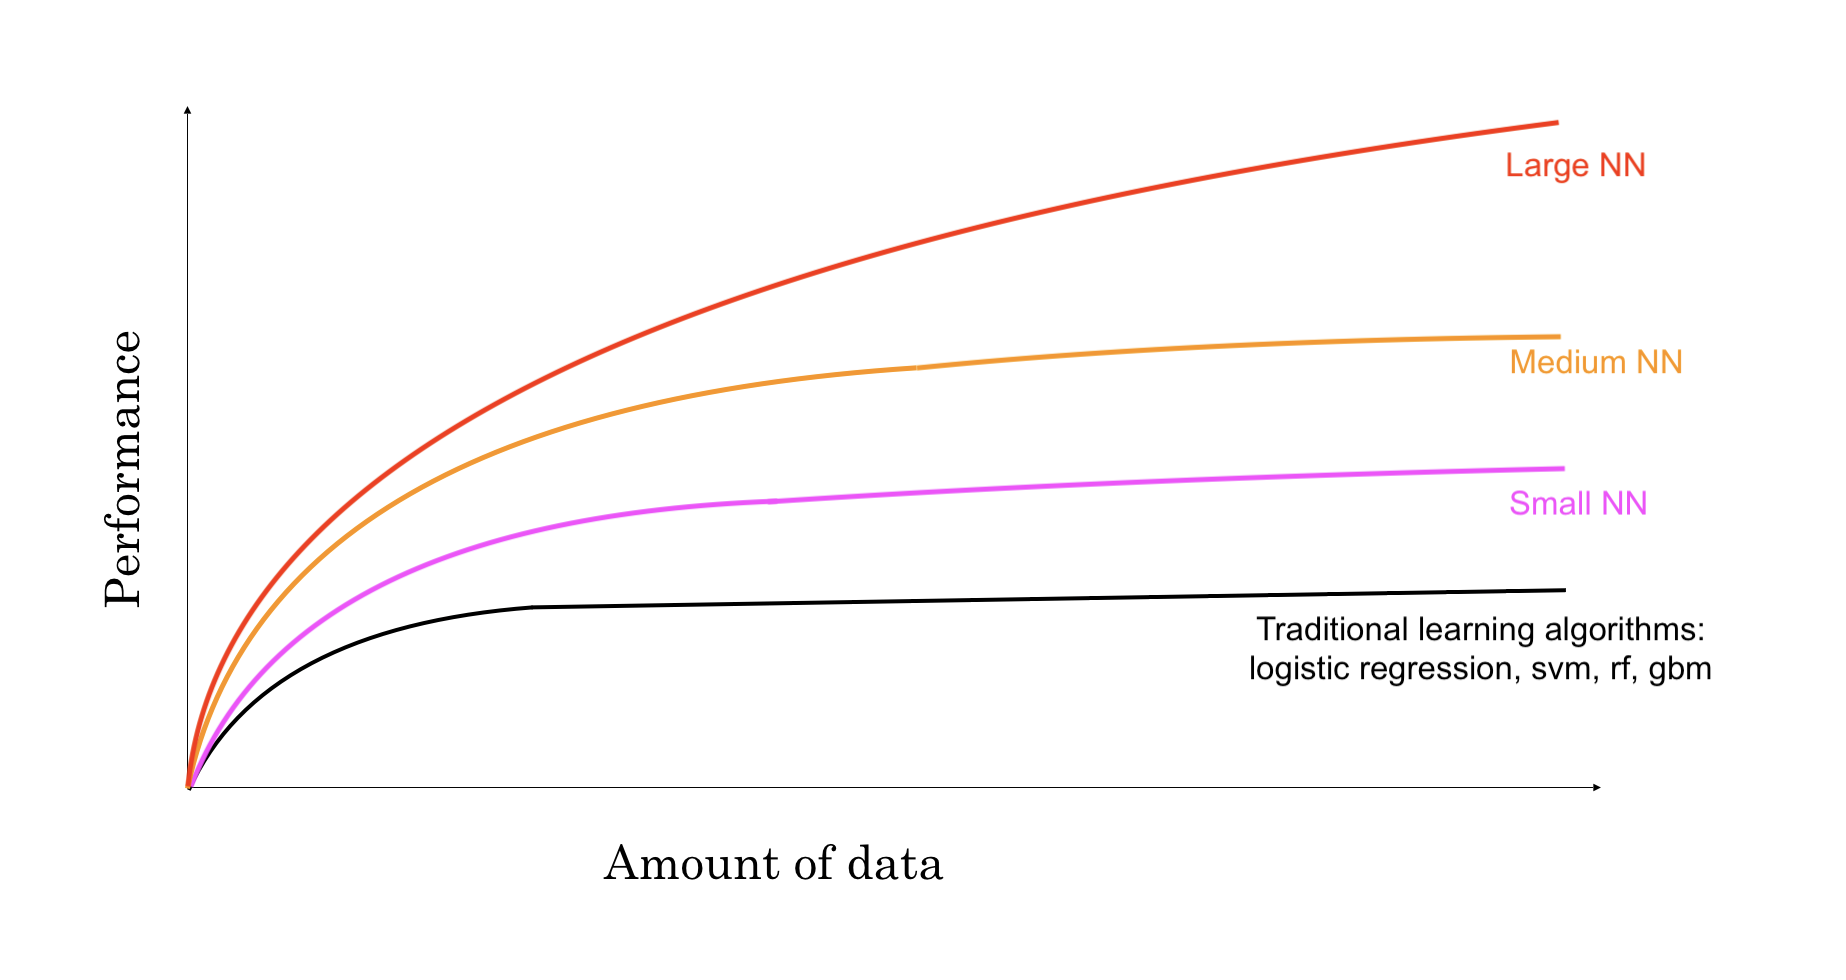 Large NN
Medium NN
Performance
Small NN
Traditional learning algorithms:
logistic regression, svm, rf, gbm
Amount of data